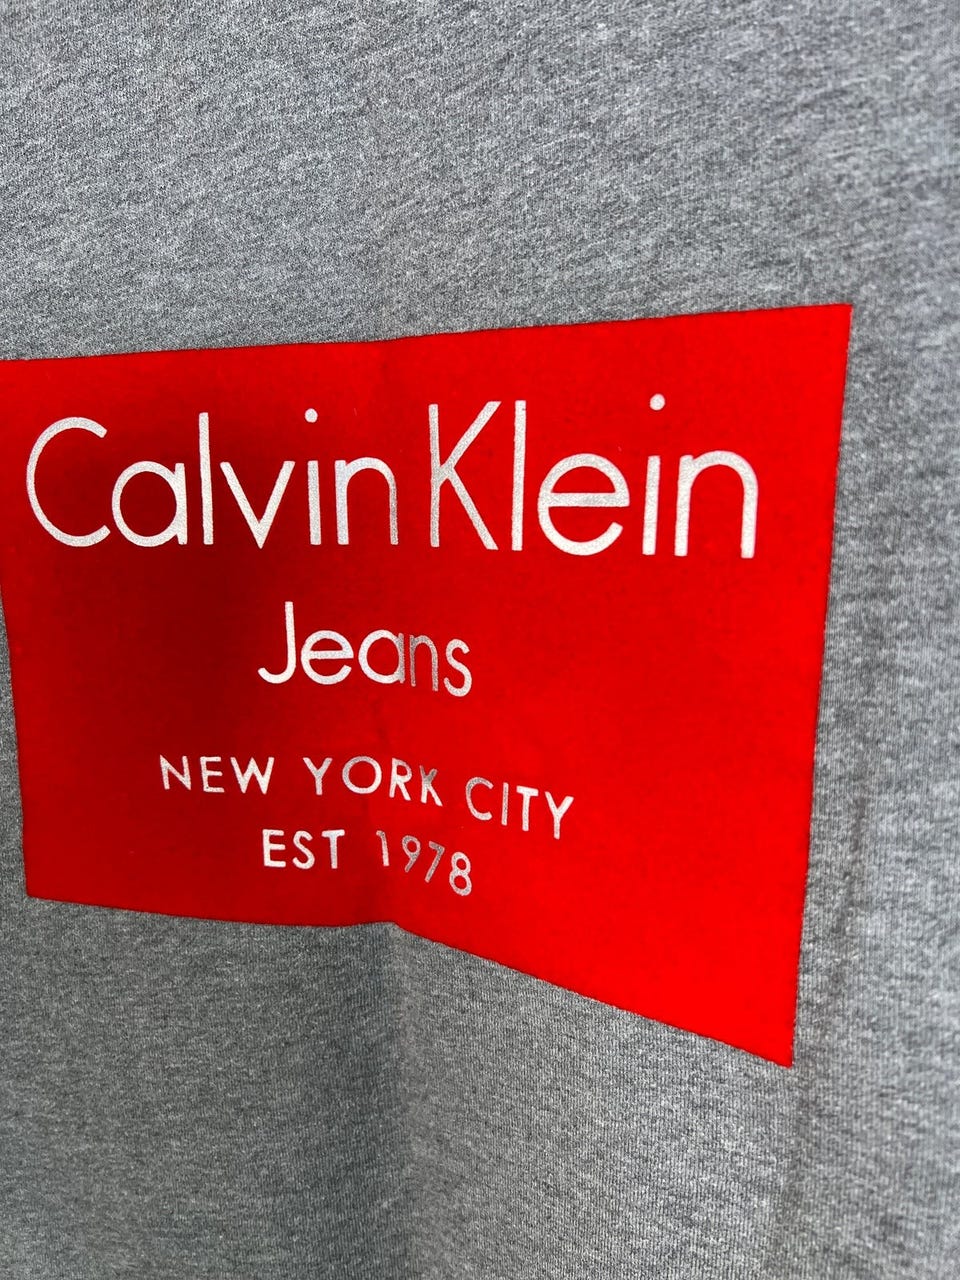 Calvin Klein
Jeans
NEW YORK CITY
EST 1978